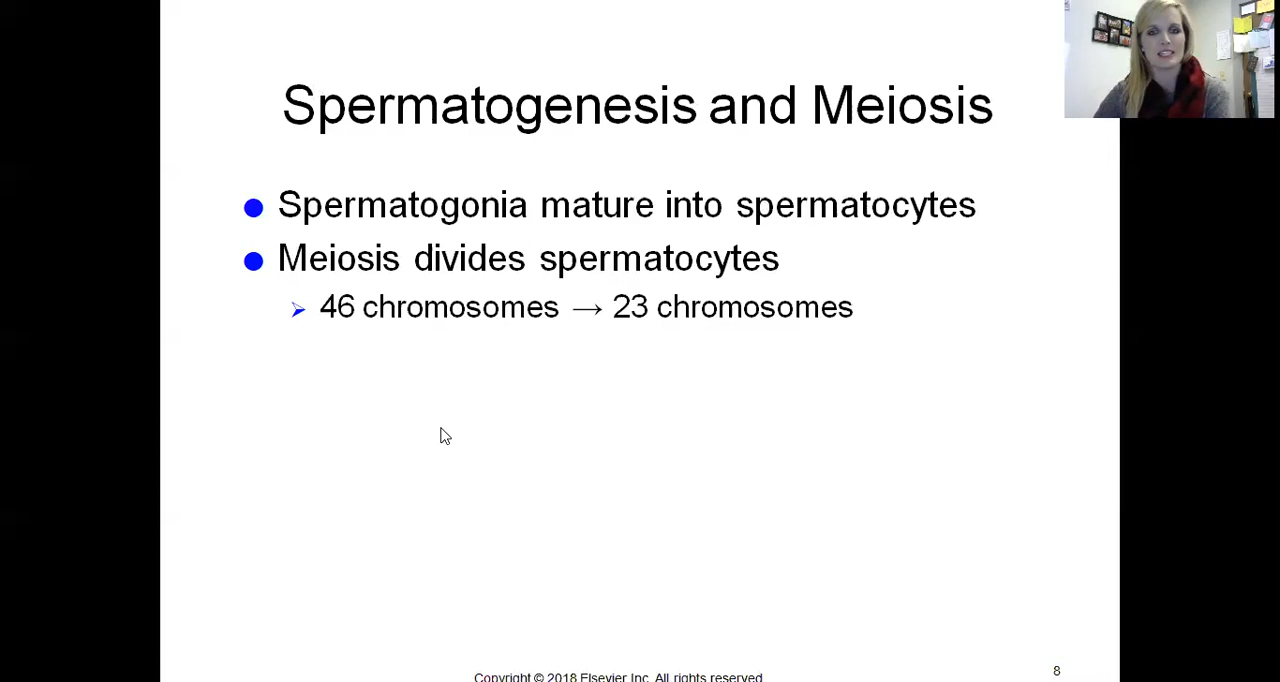 Spermatogenesis and Meiosis
Spermatogonia mature into spermatocytes
Meiosis divides spermatocytes
46 chromosomes → 23 chromosomes
8
Copyright © 2018 Elsevier Inc. All rights reserved